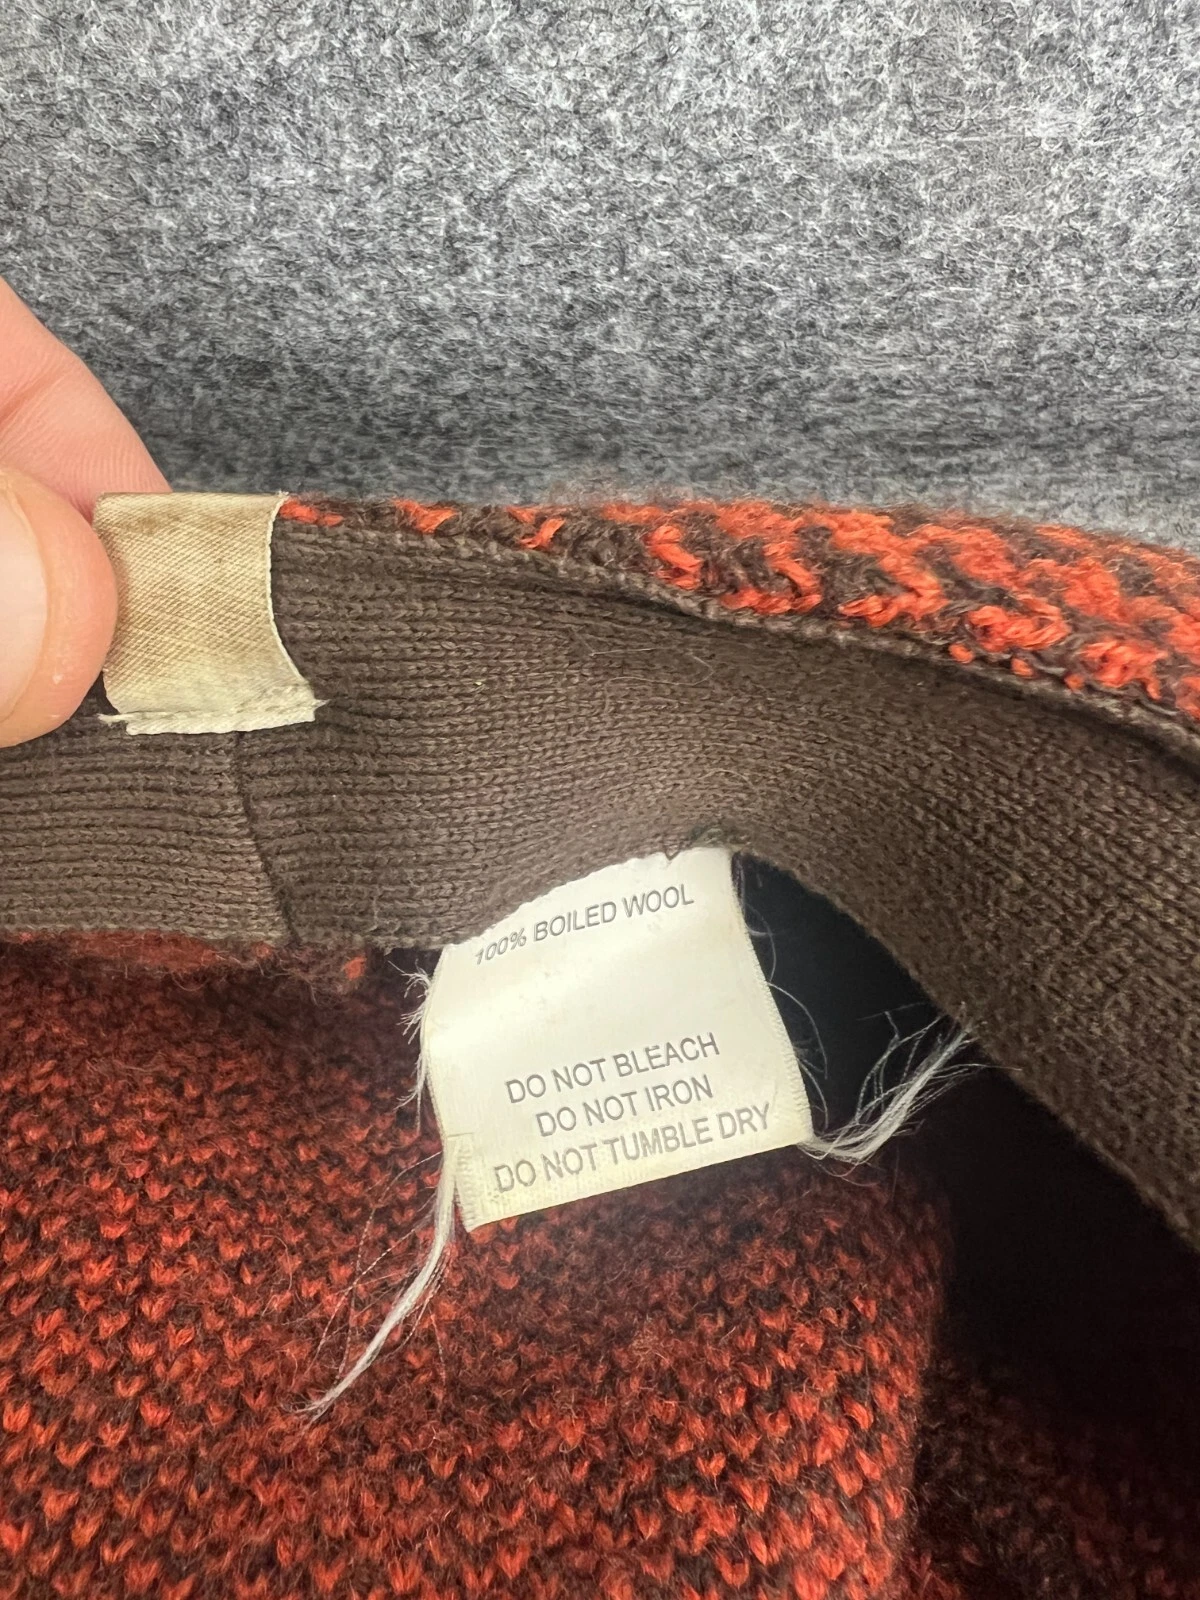 100% BOILED WOOL
DO NOT BLEACH
DO NOT IRON
DO NOT TUMBLE DRY